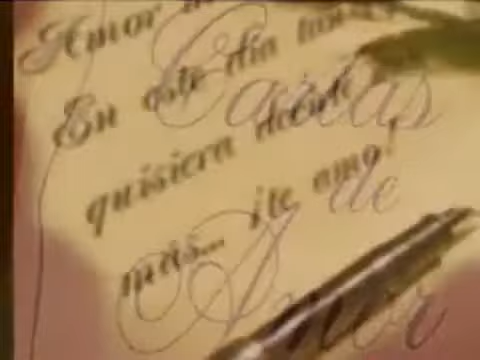 Amor
En este día
quisiera decirte
más... ¡te amo!
Cartas
de
Amor